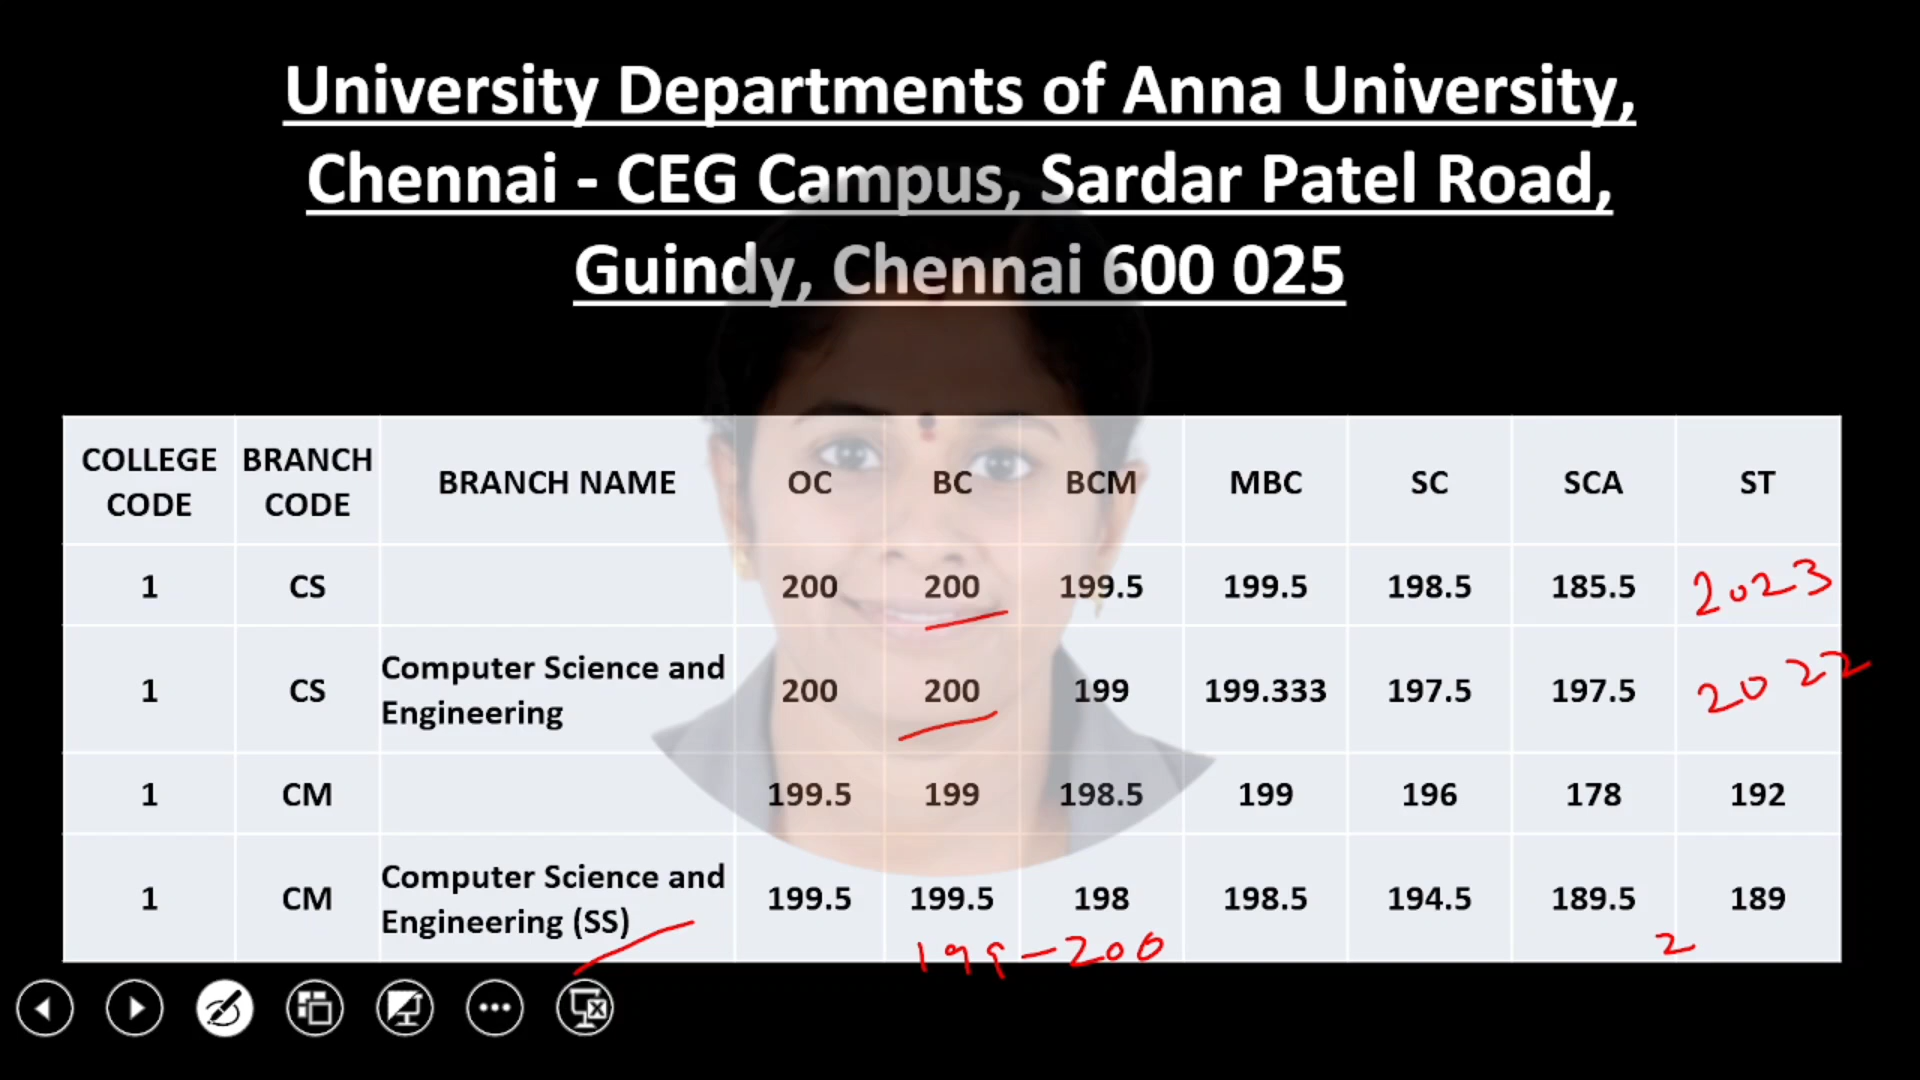 University Departments of Anna University,
Chennai - CEG Campus, Sardar Patel Road,
Guindy, Chennai 600 025
COLLEGE CODE BRANCH CODE BRANCH NAME OC BC BCM MBC SC SCA ST
1 CS 200 200 199.5 199.5 198.5 185.5 2023
1 CS Computer Science and Engineering 200 200 199 199.333 197.5 197.5 2022
1 CM 199.5 199 198.5 199 196 178 192
1 CM Computer Science and Engineering (SS) 199.5 199.5 198 198.5 194.5 189.5 189
199-200 2